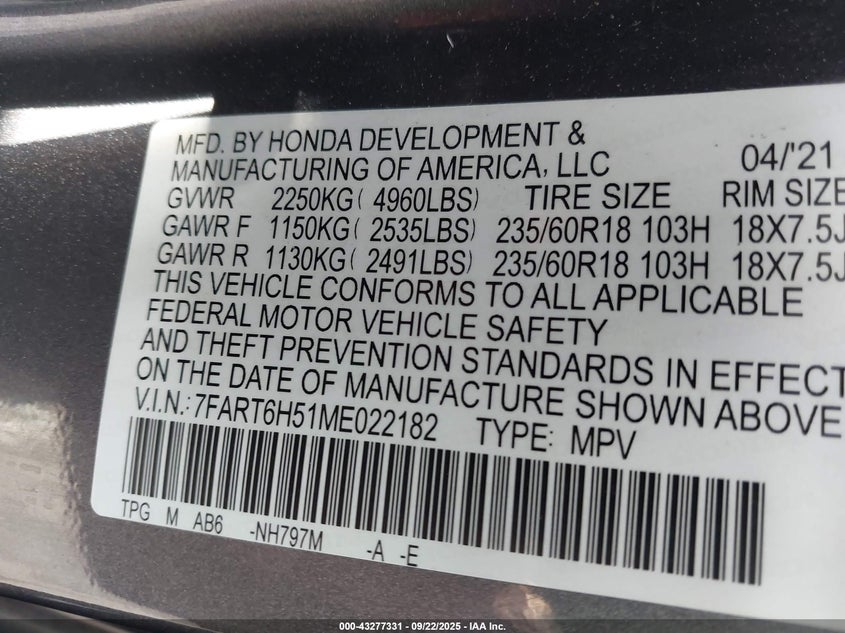 MFD. BY HONDA DEVELOPMENT &
MANUFACTURING OF AMERICA, LLC 04/'21
GVWR 2250KG( 4960LBS) TIRE SIZE RIM SIZE
GAWR F 1150KG( 2535LBS) 235/60R18 103H 18X7.5J
GAWR R 1130KG( 2491LBS) 235/60R18 103H 18X7.5J
THIS VEHICLE CONFORMS TO ALL APPLICABLE
FEDERAL MOTOR VEHICLE SAFETY
AND THEFT PREVENTION STANDARDS IN EFFECT
ON THE DATE OF MANUFACTURE SHOWN ABOVE
V.I.N.: 7FART6H51ME022182 TYPE: MPV
TPG M AB6 -NH797M -A -E
000-43277331 | 09/22/2025 | IAA Inc.